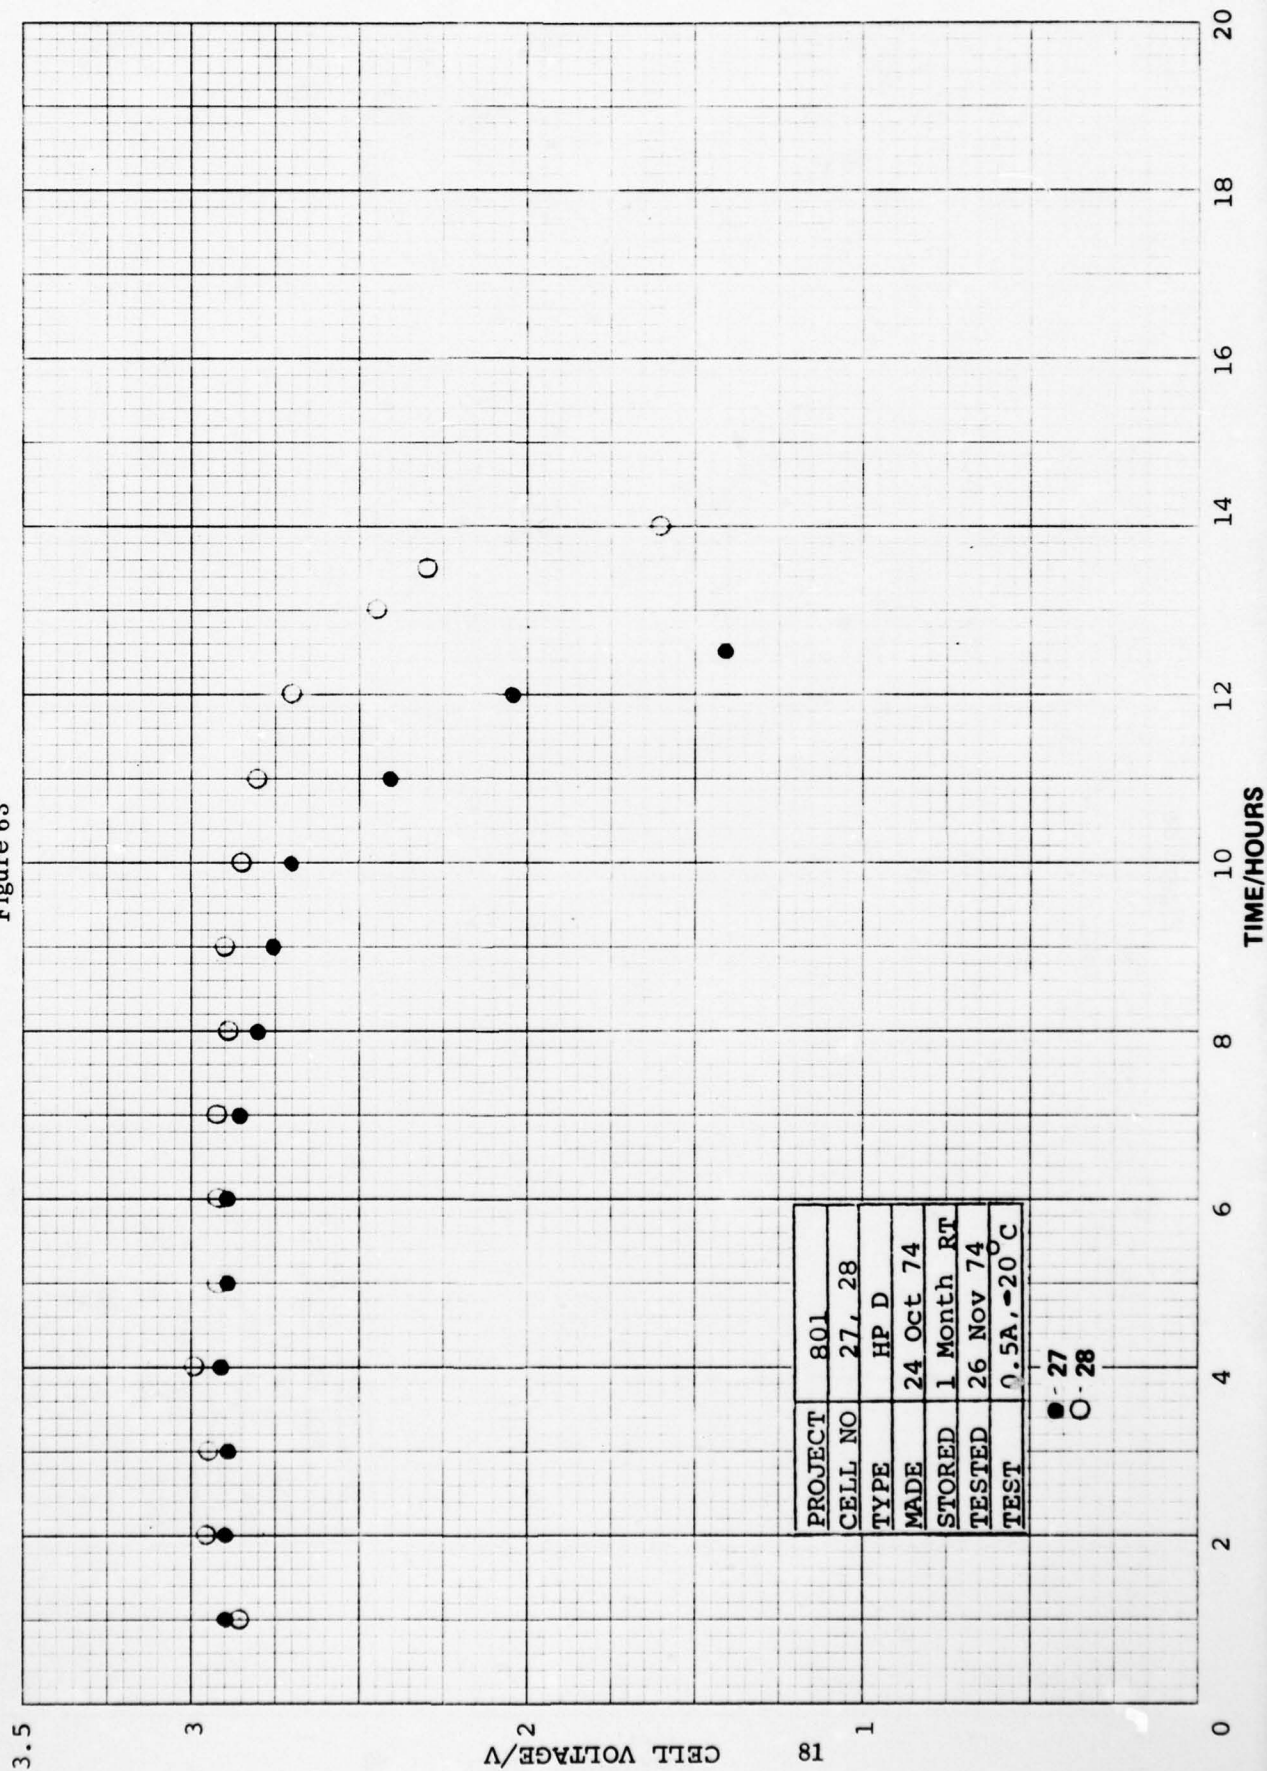 Figure 63
3.5
3
2
1
0
CELL VOLTAGE/V
PROJECT 801
CELL NO 27, 28
TYPE HP D
MADE 24 Oct 74
STORED 1 Month RT
TESTED 26 Nov 74
TEST 0.5A,-20°C
27
28
2 4 6 8 10 12 14 16 18 20
TIME/HOURS
81